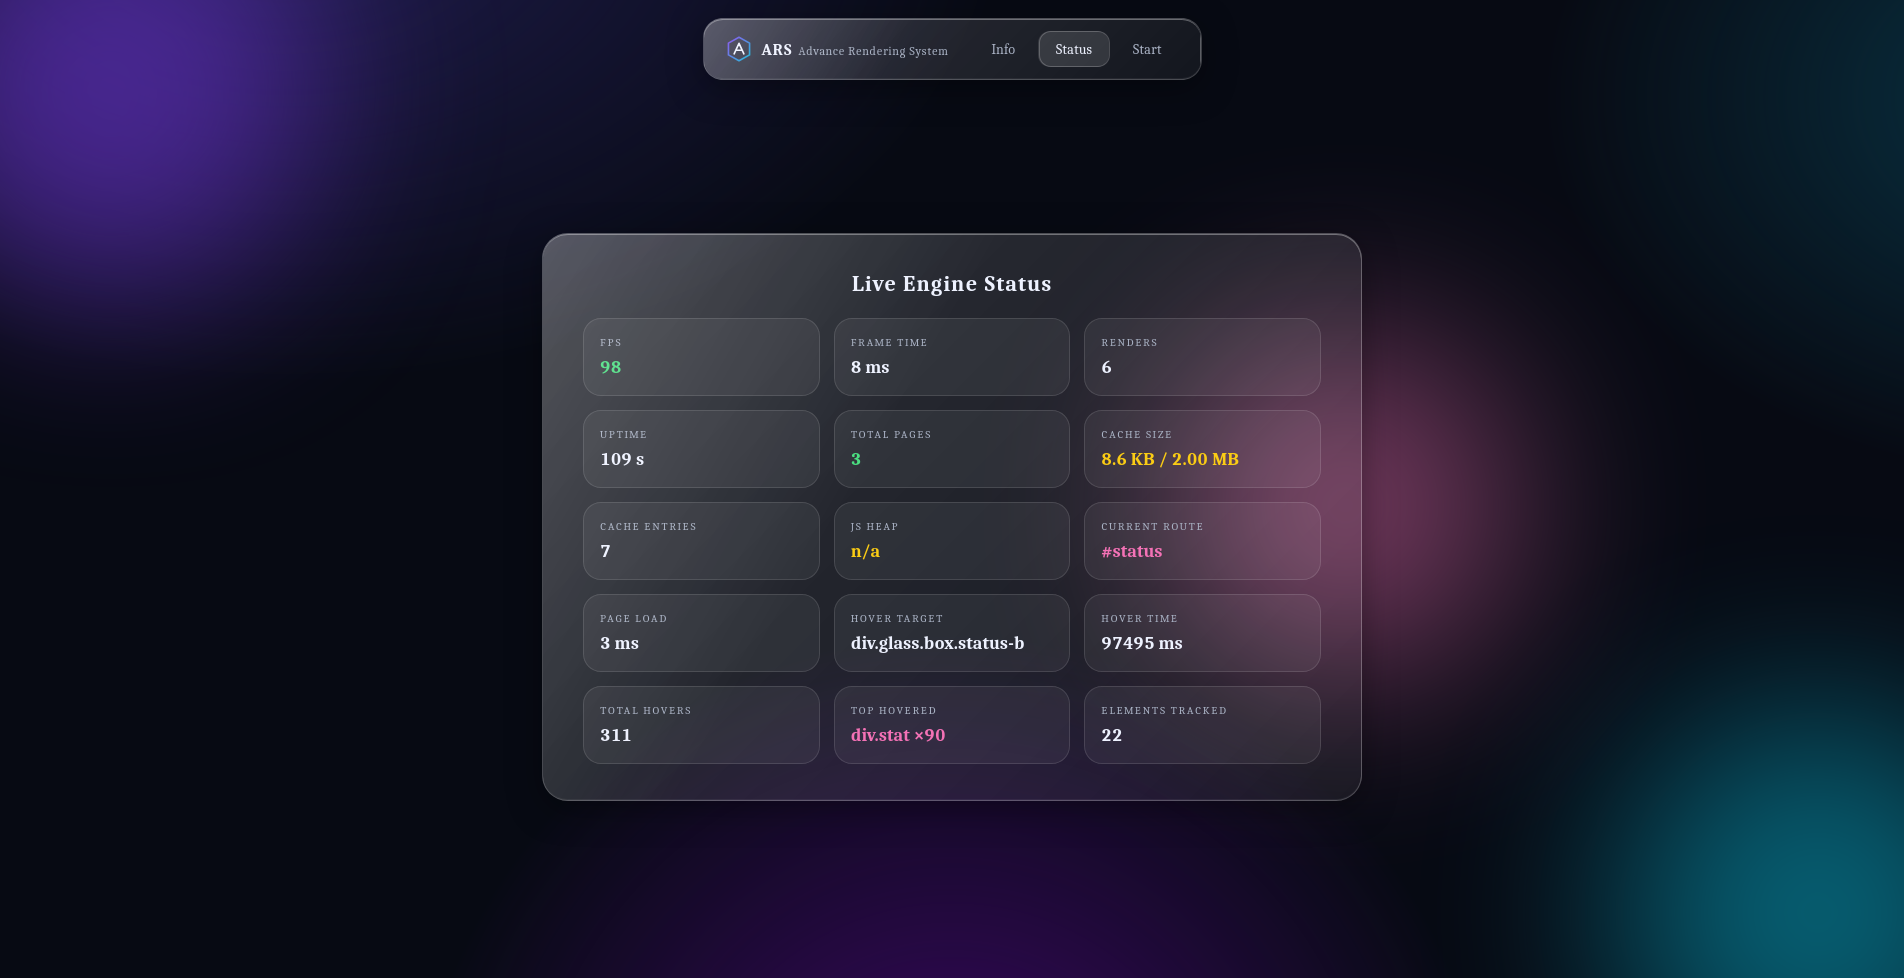 ARS Advance Rendering System Info Status Start
Live Engine Status
FPS
98
FRAME TIME
8 ms
RENDERS
6
UPTIME
109 s
TOTAL PAGES
3
CACHE SIZE
8.6 KB / 2.00 MB
CACHE ENTRIES
7
JS HEAP
n/a
CURRENT ROUTE
#status
PAGE LOAD
3 ms
HOVER TARGET
div.glass.box.status-b
HOVER TIME
97495 ms
TOTAL HOVERS
311
TOP HOVERED
div.stat ×90
ELEMENTS TRACKED
22